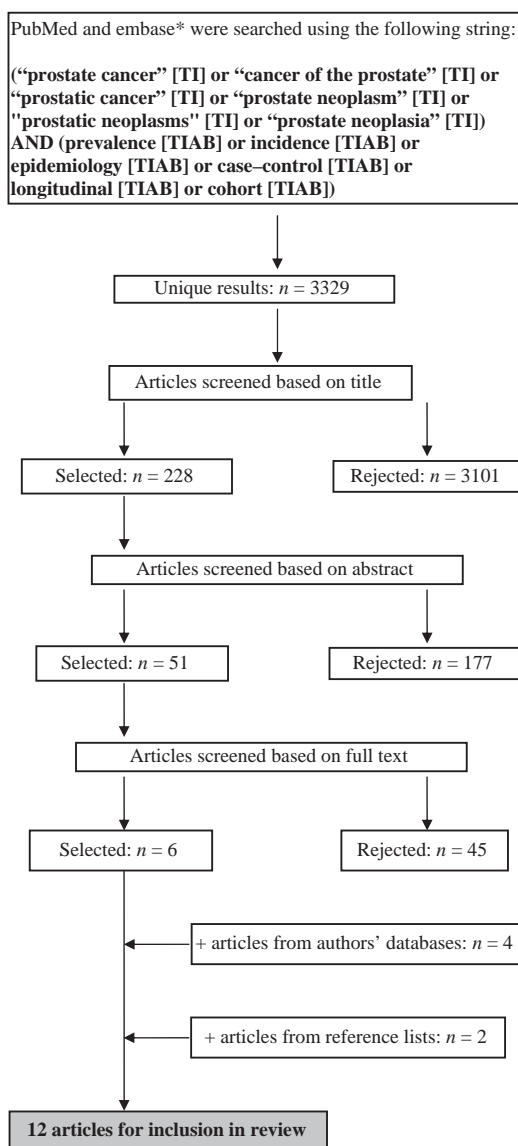 PubMed and embase* were searched using the following string:
(“prostate cancer” [TI] or “cancer of the prostate” [TI] or
“prostatic cancer” [TI] or “prostate neoplasm” [TI] or
"prostatic neoplasms" [TI] or “prostate neoplasia” [TI])
AND (prevalence [TIAB] or incidence [TIAB] or
epidemiology [TIAB] or case–control [TIAB] or
longitudinal [TIAB] or cohort [TIAB])
Unique results: n = 3329
Articles screened based on title
Selected: n = 228
Rejected: n = 3101
Articles screened based on abstract
Selected: n = 51
Rejected: n = 177
Articles screened based on full text
Selected: n = 6
Rejected: n = 45
+ articles from authors’ databases: n = 4
+ articles from reference lists: n = 2
12 articles for inclusion in review